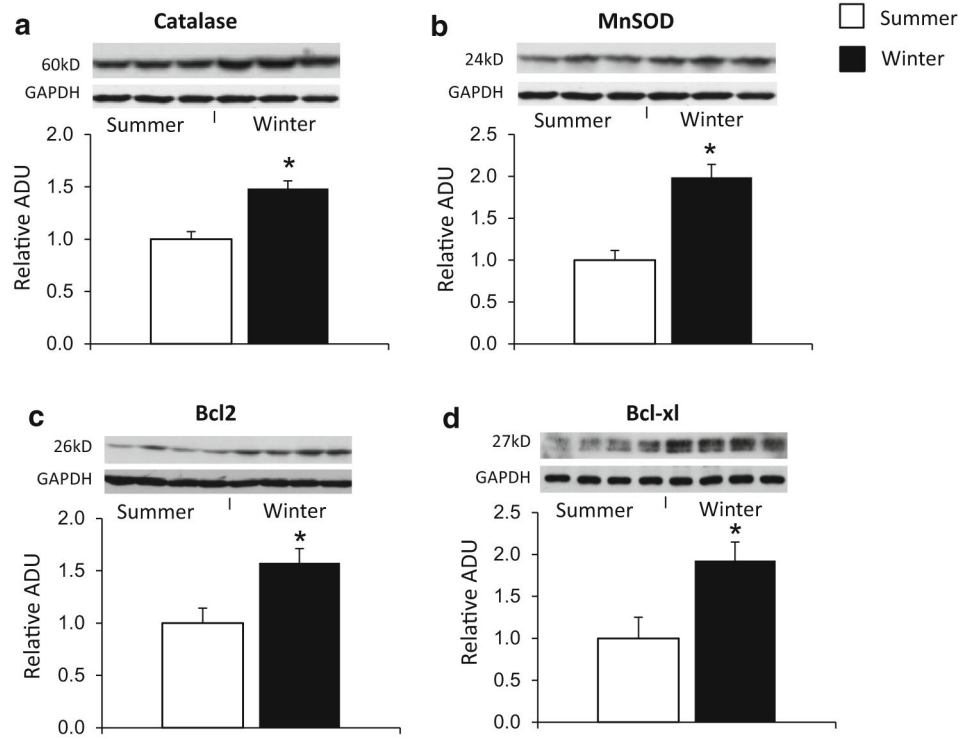 a
Catalase
60kD
GAPDH
Summer
Winter
Relative ADU
2.0
1.5
1.0
0.5
0.0
*
b
MnSOD
24kD
GAPDH
Summer
Winter
Relative ADU
2.5
2.0
1.5
1.0
0.5
0.0
*
Summer
Winter
c
Bcl2
26kD
GAPDH
Summer
Winter
Relative ADU
2.0
1.5
1.0
0.5
0.0
*
d
Bcl-xl
27kD
GAPDH
Summer
Winter
Relative ADU
2.5
2.0
1.5
1.0
0.5
0.0
*